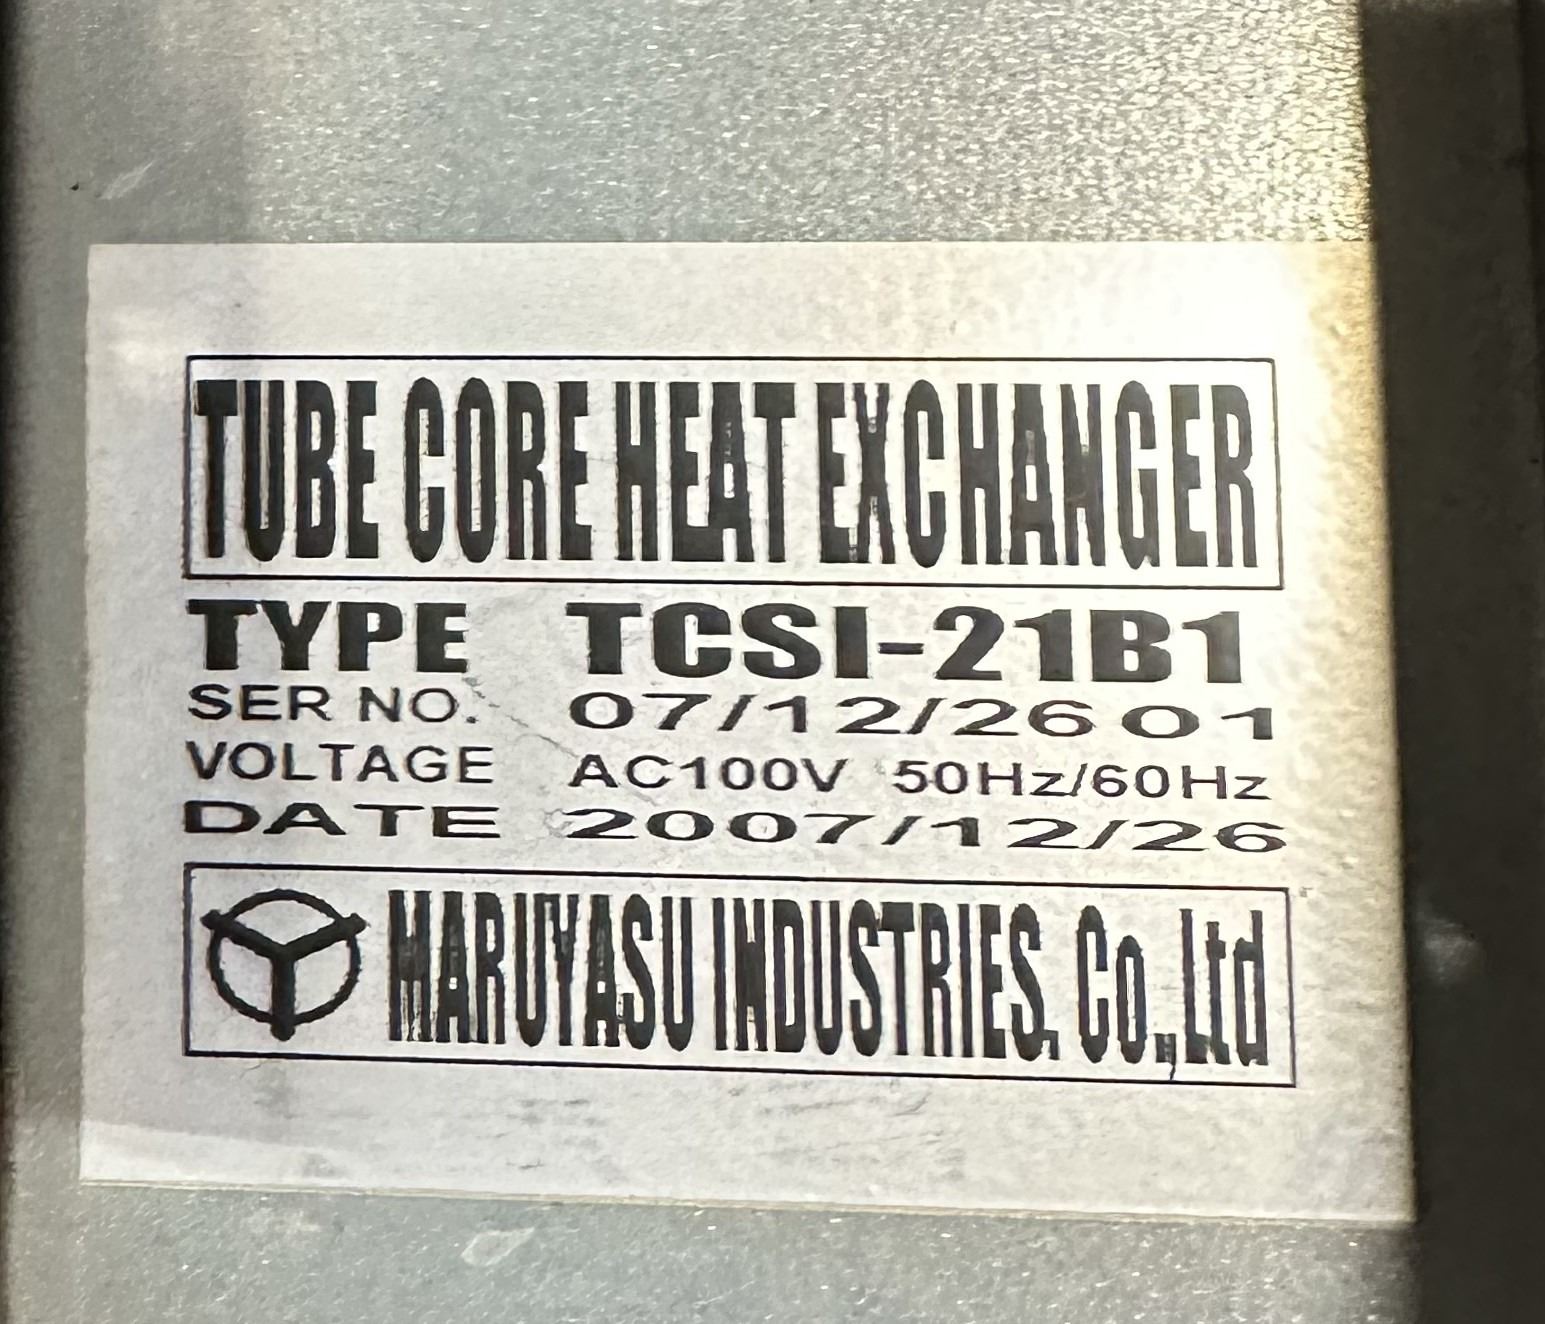 TUBE CORE HEAT EXCHANGER
TYPE TCSI-21B1
SER NO. 07/12/26 01
VOLTAGE AC100V 50Hz/60Hz
DATE 2007/12/26
MARUYASU INDUSTRIES. Co.,Ltd